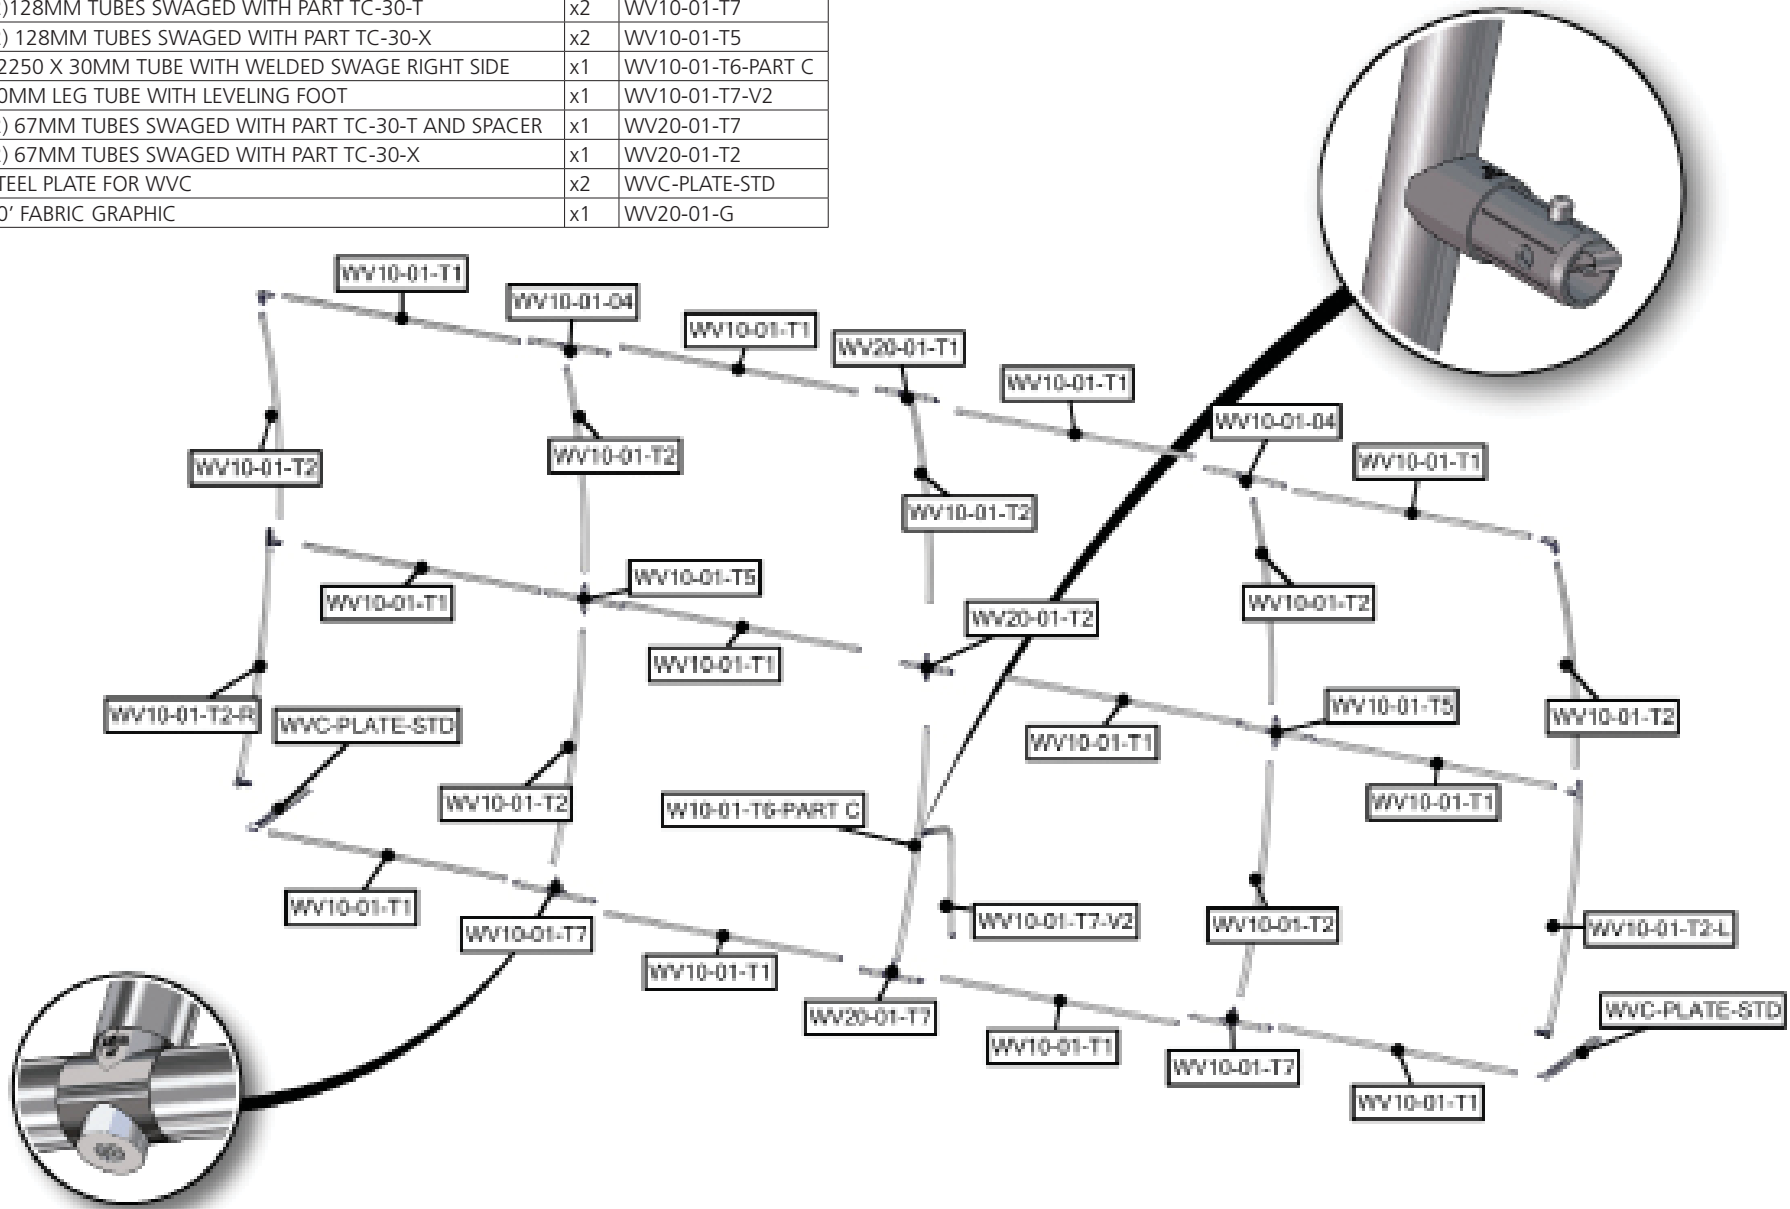 )128MM TUBES SWAGED WITH PART TC-30-T x2 WV10-01-T7
) 128MM TUBES SWAGED WITH PART TC-30-X x2 WV10-01-T5
2250 X 30MM TUBE WITH WELDED SWAGE RIGHT SIDE x1 WV10-01-T6-PART C
0MM LEG TUBE WITH LEVELING FOOT x1 WV10-01-T7-V2
) 67MM TUBES SWAGED WITH PART TC-30-T AND SPACER x1 WV20-01-T7
) 67MM TUBES SWAGED WITH PART TC-30-X x1 WV20-01-T2
TEEL PLATE FOR WVC x2 WVC-PLATE-STD
0' FABRIC GRAPHIC x1 WV20-01-G
WV10-01-T1
WV10-01-04
WV10-01-T1
WV20-01-T1
WV10-01-T1
WV10-01-04
WV10-01-T1
WV10-01-T2
WV10-01-T2
WV10-01-T2
WV10-01-T2
WV10-01-T2
WV10-01-T1
WV10-01-T5
WV10-01-T1
WV20-01-T2
WV10-01-T1
WV10-01-T5
WV10-01-T1
WV10-01-T2-R
WVC-PLATE-STD
WV10-01-T2
W10-01-T6-PART C
WV10-01-T7-V2
WV10-01-T2
WV10-01-T2-L
WV10-01-T1
WV10-01-T7
WV10-01-T1
WV20-01-T7
WV10-01-T1
WV10-01-T7
WV10-01-T1
WVC-PLATE-STD